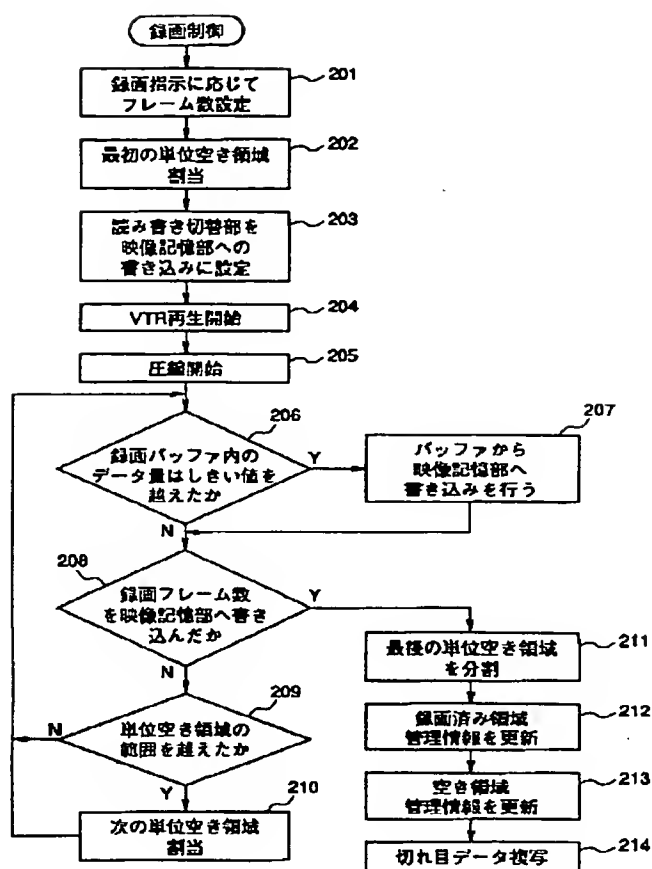 録画制御
録画指示に応じて
フレーム数設定
201
最初の単位空き領域
割当
202
読み書き切替部を
映像記憶部への
書き込みに設定
203
VTR再生開始
204
圧縮開始
205
206
録画バッファ内の
データ量はしきい値を
越えたか
Y
N
207
バッファから
映像記憶部へ
書き込みを行う
208
録画フレーム数
を映像記憶部へ書き
込んだか
Y
N
209
単位空き領域の
範囲を越えたか
N
Y
210
次の単位空き領域
割当
最後の単位空き領域
を分割
211
録画済み領域
管理情報を更新
212
空き領域
管理情報を更新
213
切れ目データ複写
214